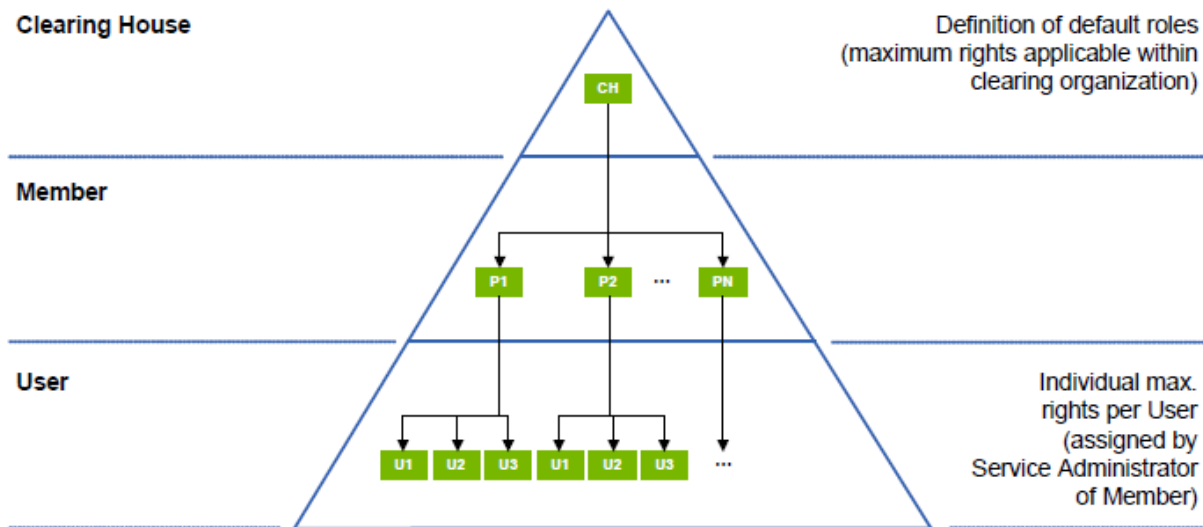 Clearing House
Definition of default roles
(maximum rights applicable within
clearing organization)
CH
Member
P1 P2 ... PN
User
Individual max.
rights per User
(assigned by
Service Administrator
of Member)
U1 U2 U3 U1 U2 U3 ...